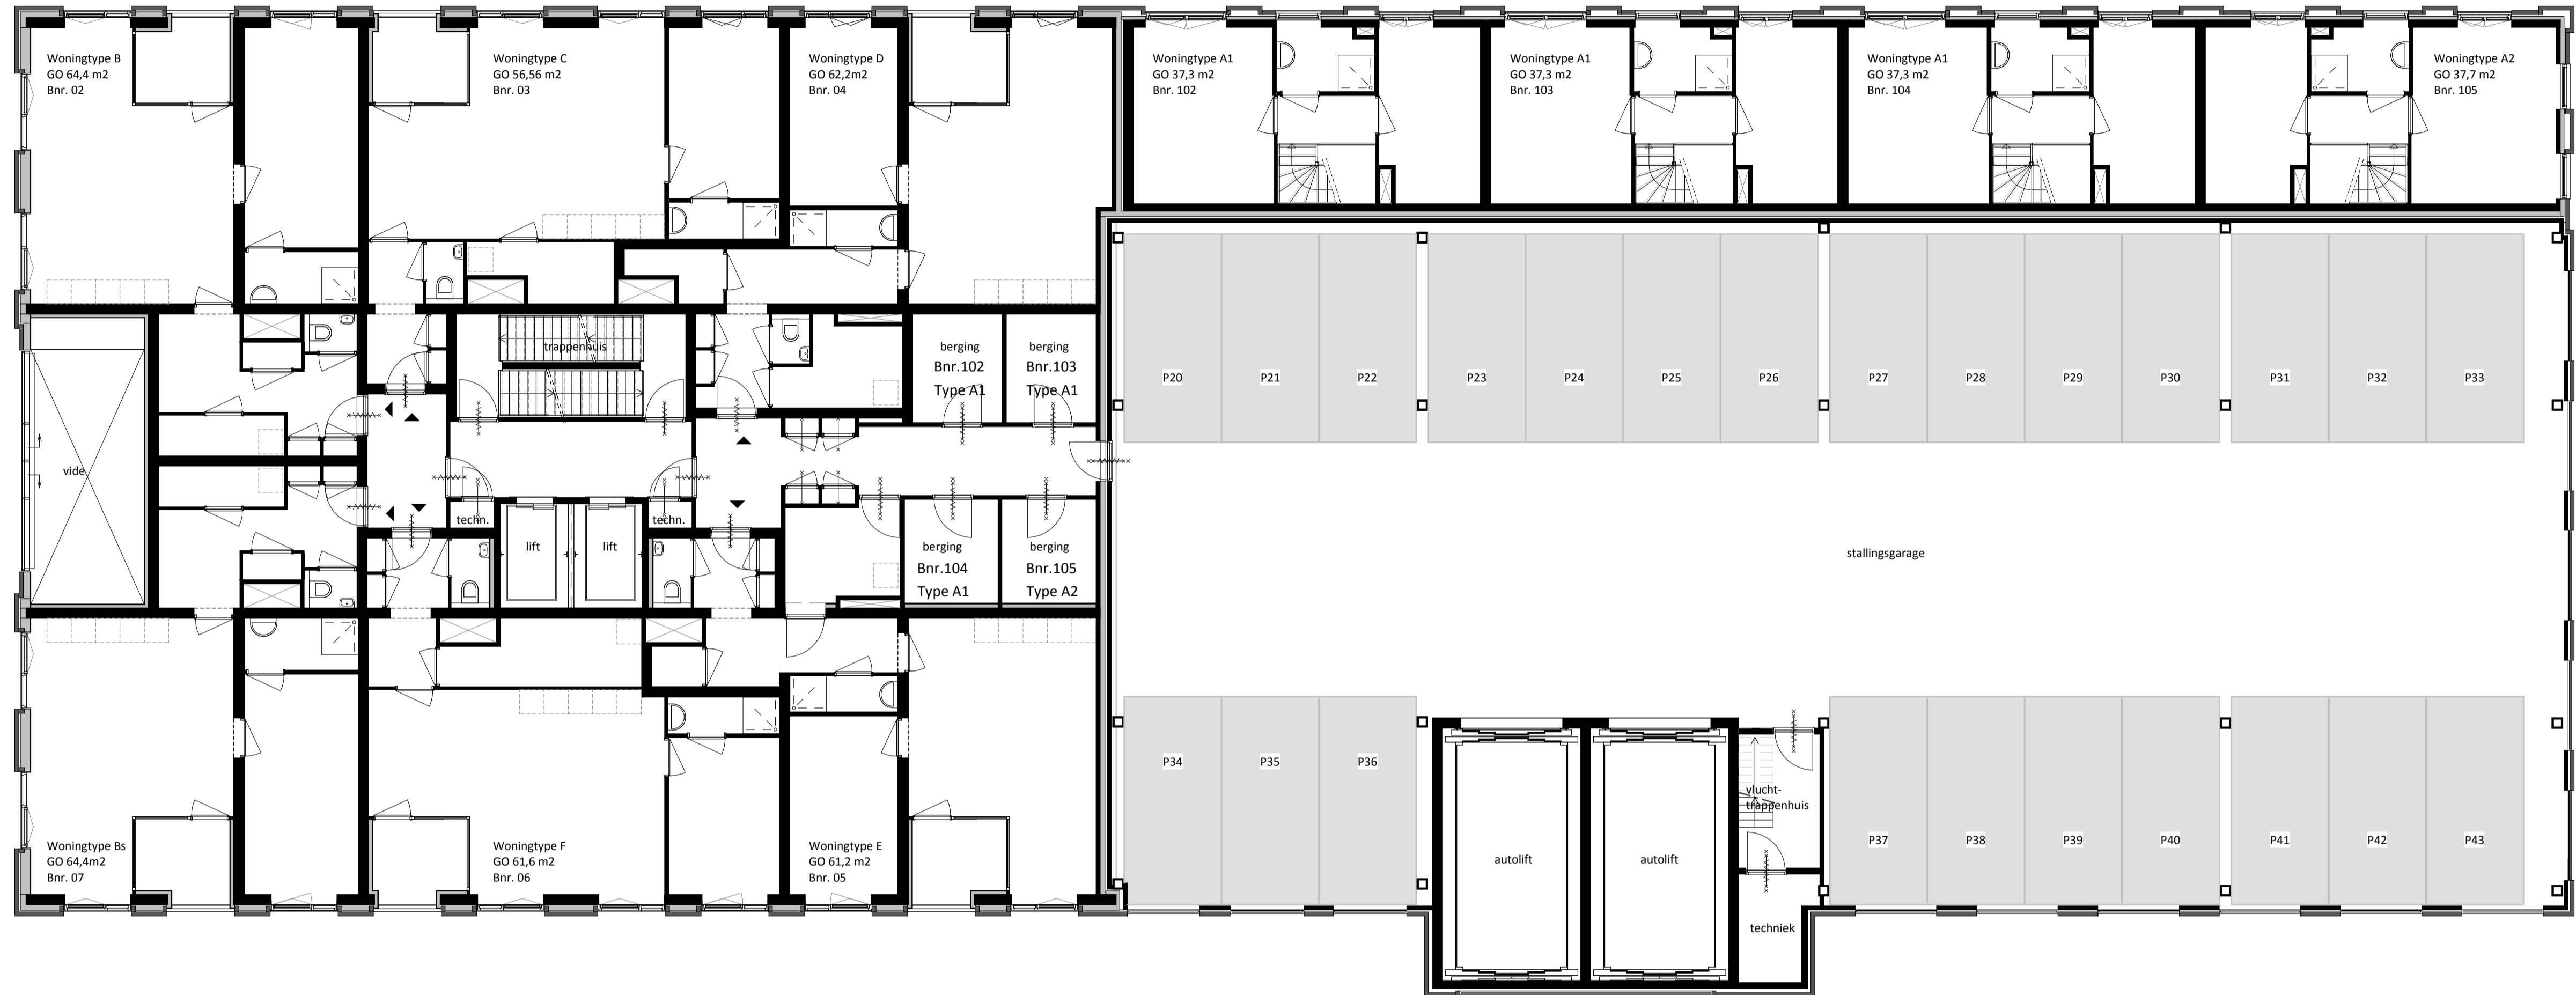 Woningtype B
GO 64,4 m2
Bnr. 02
Woningtype C
GO 56,56 m2
Bnr. 03
Woningtype D
GO 62,2m2
Bnr. 04
Woningtype A1
GO 37,3 m2
Bnr. 102
Woningtype A1
GO 37,3 m2
Bnr. 103
Woningtype A1
GO 37,3 m2
Bnr. 104
Woningtype A2
GO 37,7 m2
Bnr. 105
trappenhuis
berging
Bnr.102
Type A1
berging
Bnr.103
Type A1
P20
P21
P22
P23
P24
P25
P26
P27
P28
P29
P30
P31
P32
P33
vide
techn.
techn.
lift
lift
berging
Bnr.104
Type A1
berging
Bnr.105
Type A2
stallingsgarage
P34
P35
P36
vlucht-
trappenhuis
P37
P38
P39
P40
P41
P42
P43
Woningtype Bs
GO 64,4m2
Bnr. 07
Woningtype F
GO 61,6 m2
Bnr. 06
Woningtype E
GO 61,2 m2
Bnr. 05
autolift
autolift
techniek